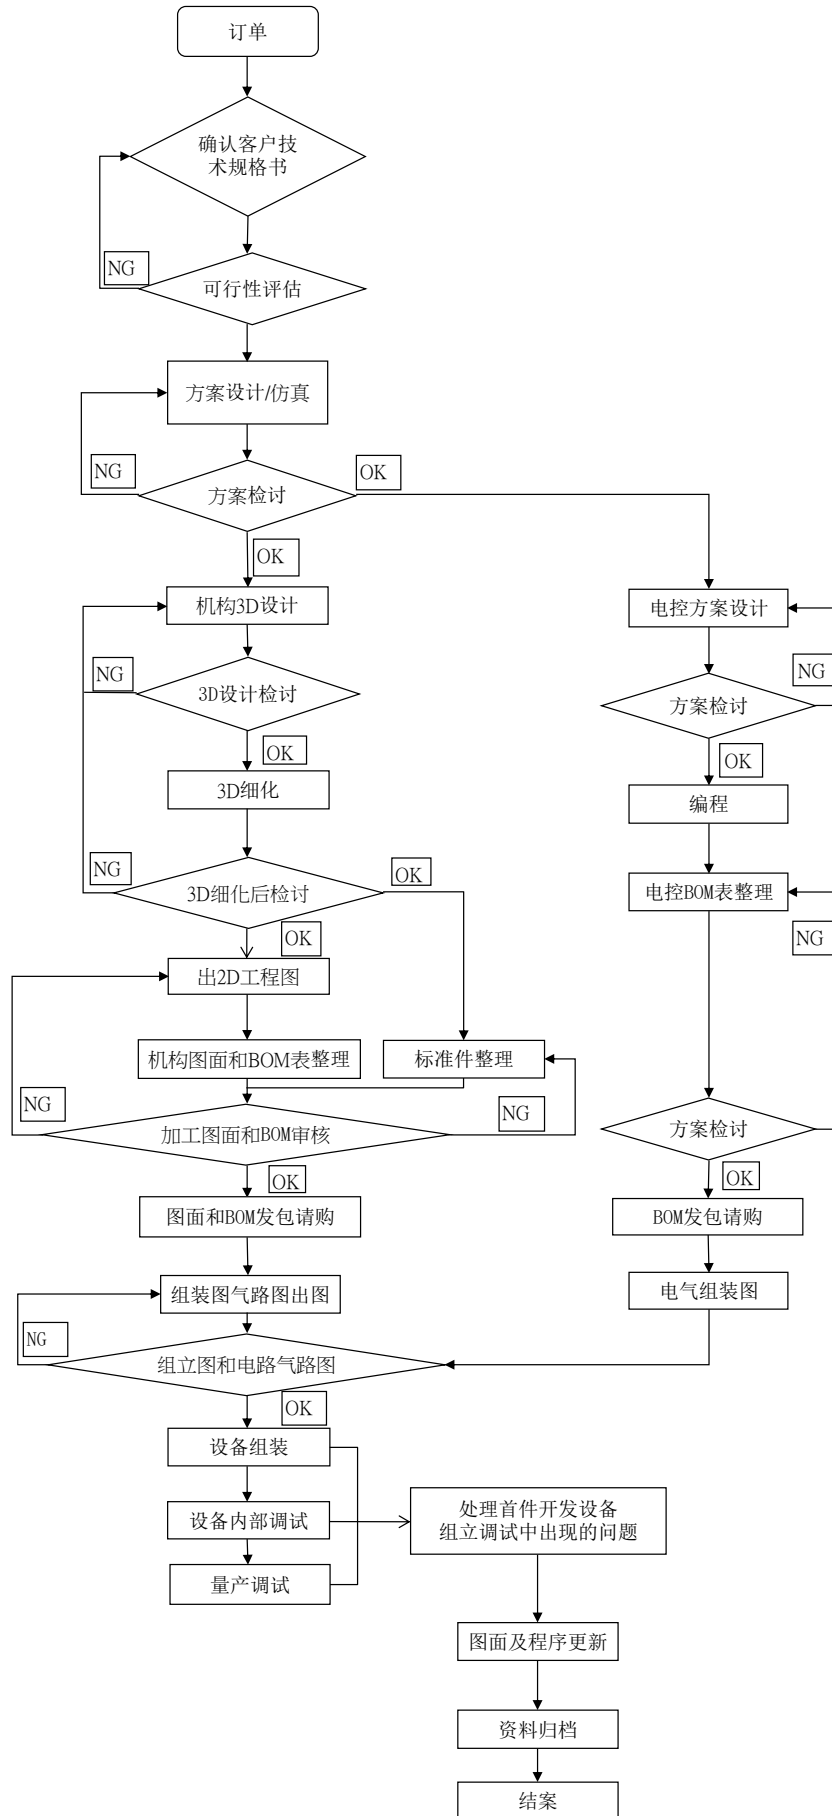 订单
确认客户技
术规格书
NG
可行性评估
方案设计/仿真
NG
OK
方案检讨
OK
机构3D设计
电控方案设计
NG
NG
3D设计检讨
方案检讨
OK
OK
3D细化
编程
NG
OK
3D细化后检讨
电控BOM表整理
OK
NG
出2D工程图
机构图面和BOM表整理
标准件整理
NG
NG
加工图面和BOM审核
方案检讨
OK
OK
图面和BOM发包请购
BOM发包请购
组装图气路图出图
电气组装图
NG
组立图和电路气路图
OK
设备组装
处理首件开发设备
组立调试中出现的问题
设备内部调试
量产调试
图面及程序更新
资料归档
结案